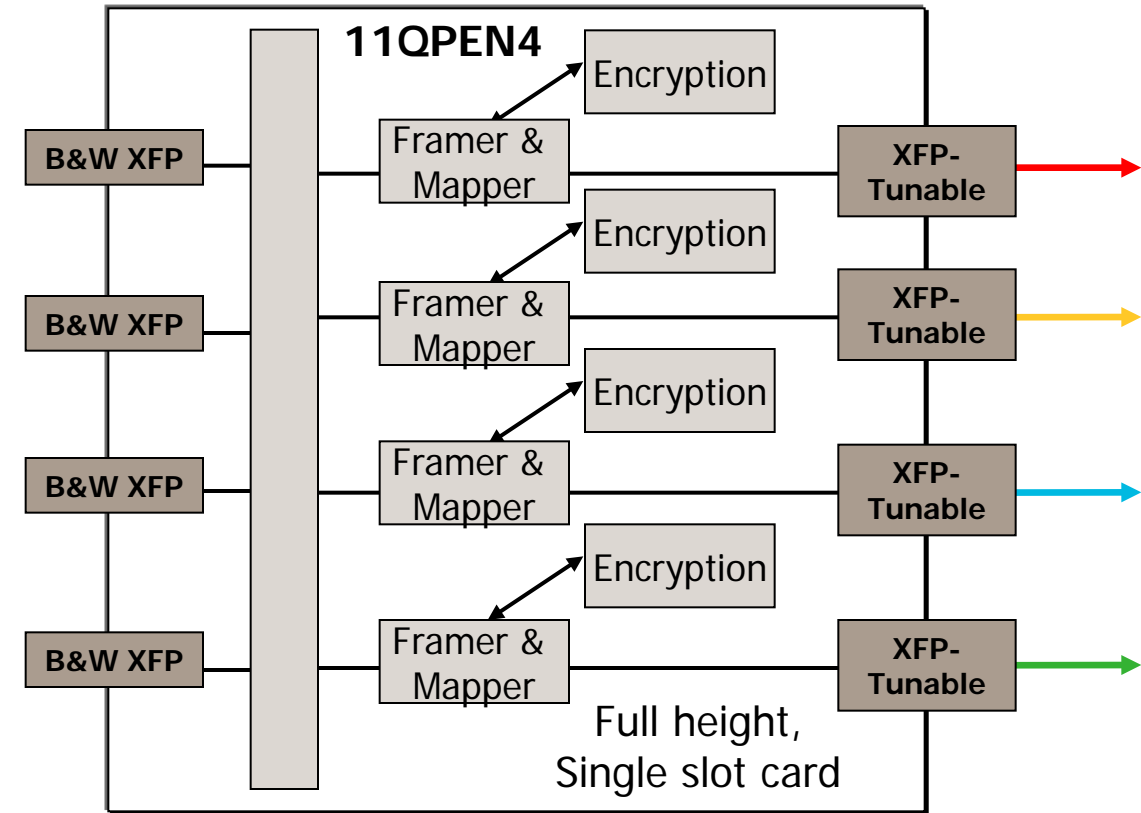 11QPEN4
Encryption
B&W XFP
Framer &
Mapper
XFP-
Tunable
Encryption
B&W XFP
Framer &
Mapper
XFP-
Tunable
Encryption
B&W XFP
Framer &
Mapper
XFP-
Tunable
Encryption
B&W XFP
Framer &
Mapper
XFP-
Tunable
Full height,
Single slot card